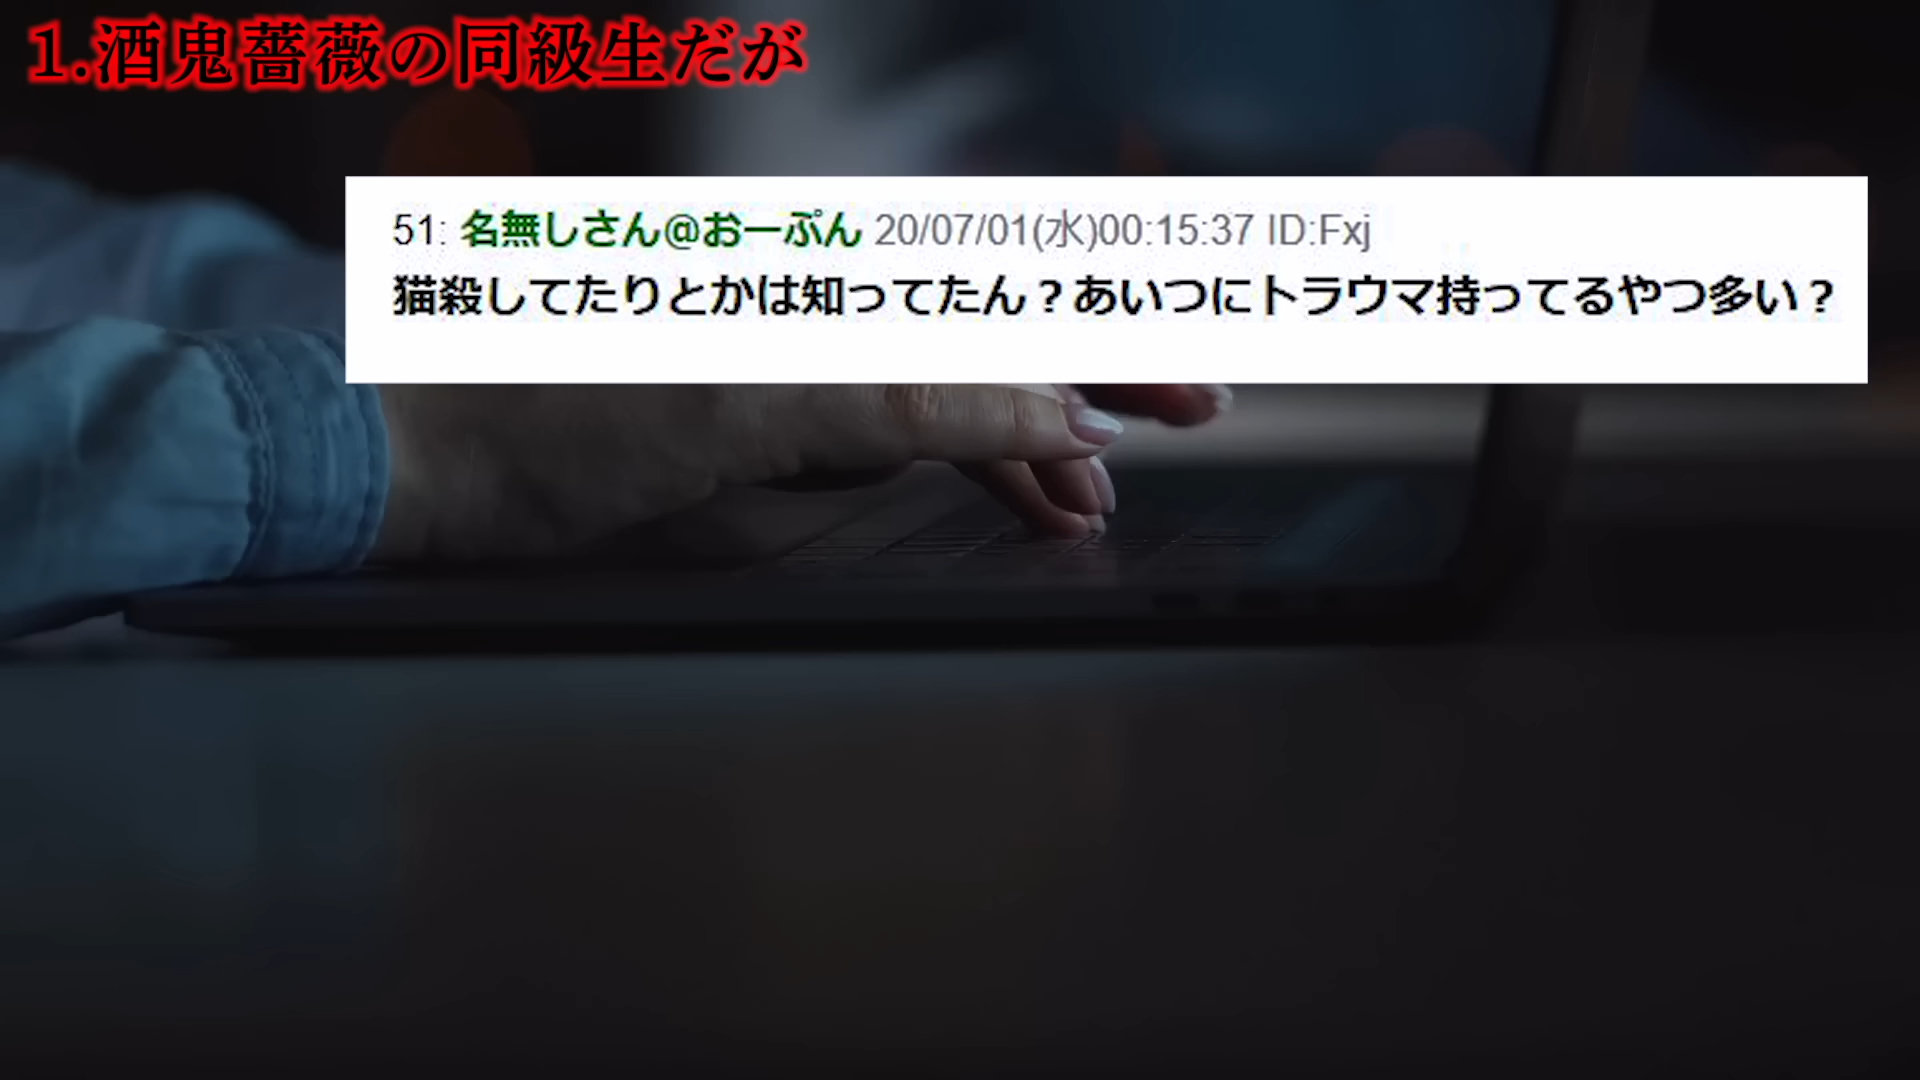 1.酒鬼薔薇の同級生だが
51: 名無しさん@おーぷん 20/07/01(水)00:15:37 ID:Fxj
猫殺してたりとかは知ってたん？あいつにトラウマ持ってるやつ多い？